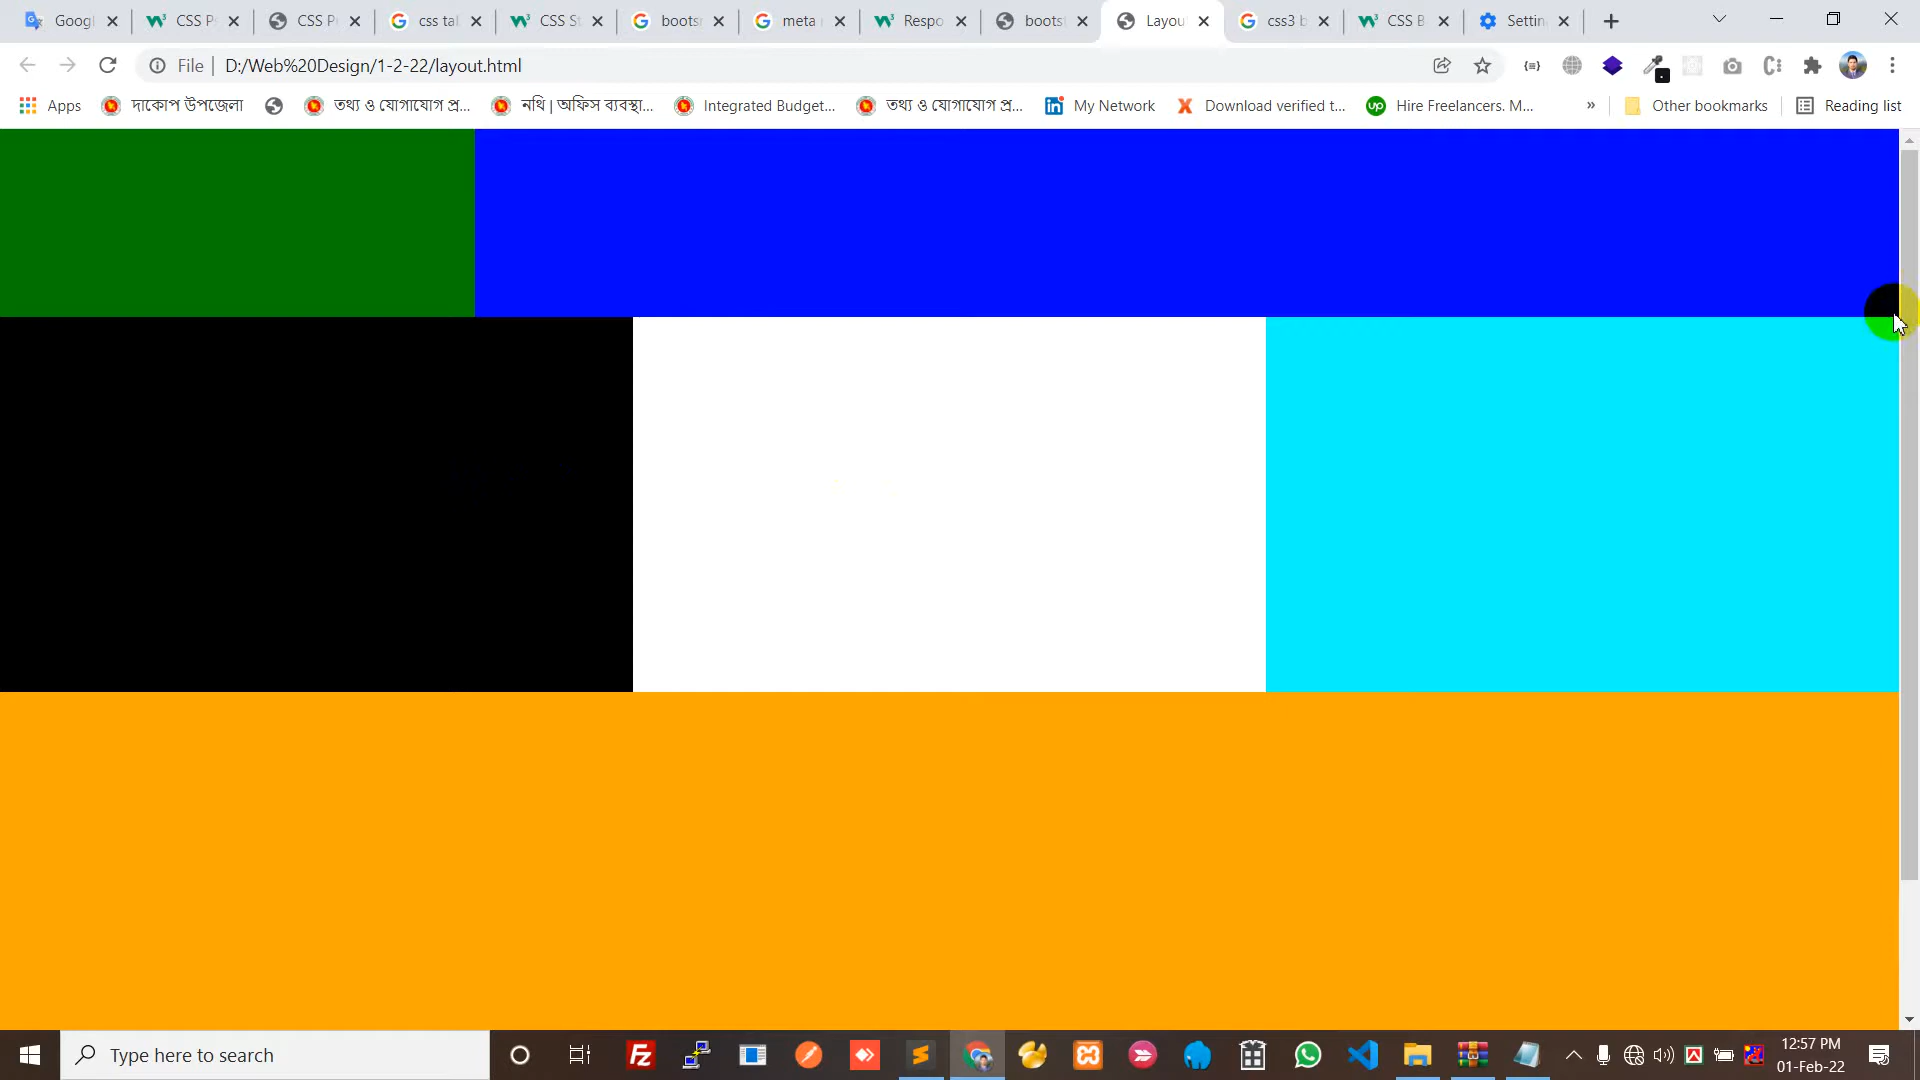 Googl CSS P CSS P css tal CSS S boots meta Respo boots Layou css3 b CSS B Settin
File D:/Web%20Design/1-2-22/layout.html
Apps দাকোপ উপজেলা তথ্য ও যোগাযোগ প্র... নথি | অফিস ব্যবস্থা... Integrated Budget... তথ্য ও যোগাযোগ প্র... My Network Download verified t... Hire Freelancers. M... » Other bookmarks Reading list
Type here to search
12:57 PM
01-Feb-22